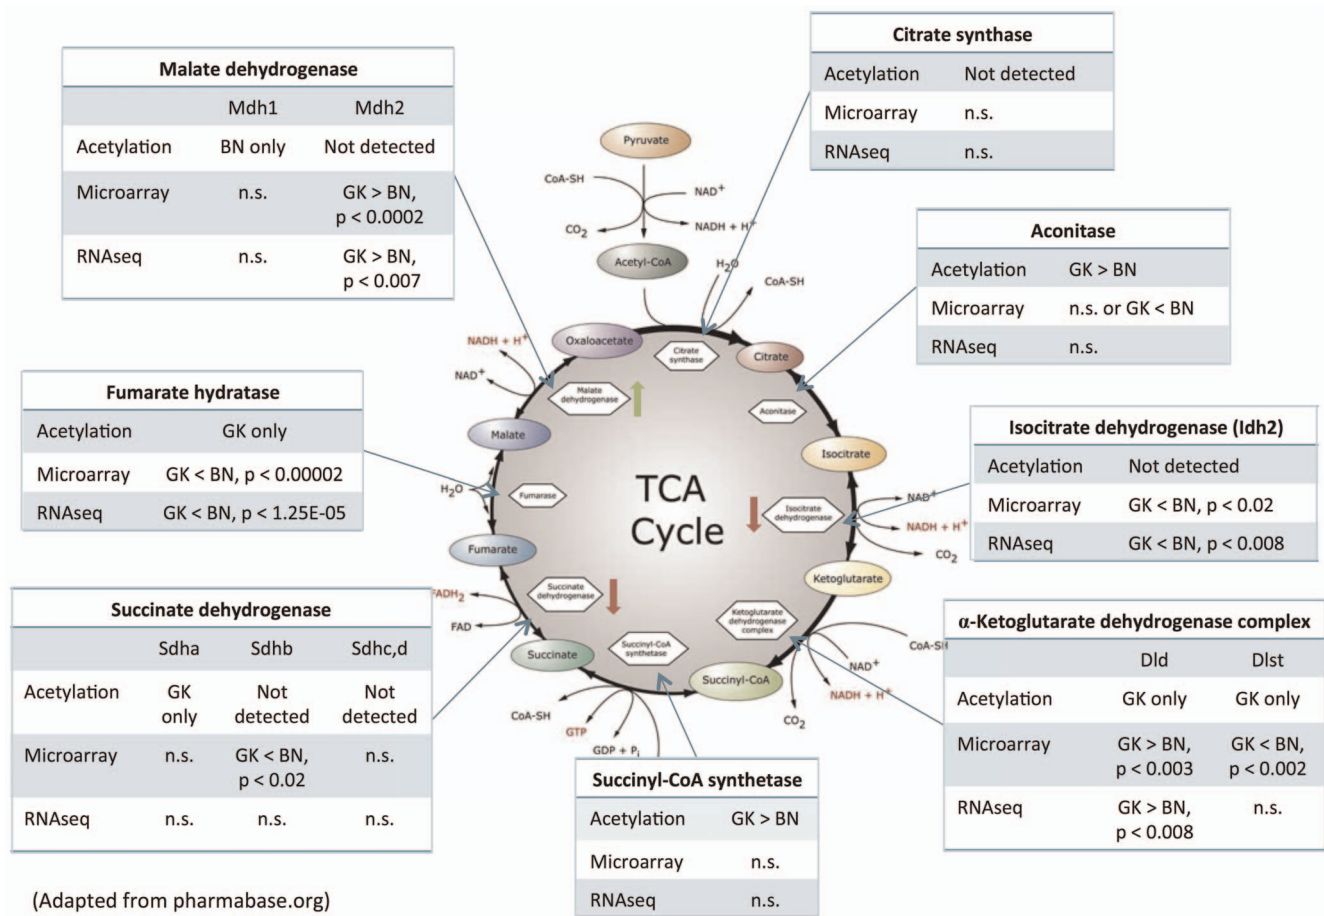 Citrate synthase
Acetylation Not detected
Microarray n.s.
RNAseq n.s.
Malate dehydrogenase
Mdh1 Mdh2
Acetylation BN only Not detected
Microarray n.s. GK > BN,
p < 0.0002
RNAseq n.s. GK > BN,
p < 0.007
Pyruvate
CoA-SH
NAD+
CO2
NADH + H+
Acetyl-CoA
H2O
CoA-SH
Aconitase
Acetylation GK > BN
Microarray n.s. or GK < BN
RNAseq n.s.
Oxaloacetate
Citrate
synthase
Citrate
NADH + H+
NAD+
Malate
dehydrogenase
Aconitase
Malate
Isocitrate
Fumarate hydratase
Acetylation GK only
Microarray GK < BN, p < 0.00002
RNAseq GK < BN, p < 1.25E-05
H2O
Fumarase
TCA
Cycle
Isocitrate
dehydrogenase
NAD+
NADH + H+
CO2
Isocitrate dehydrogenase (Idh2)
Acetylation Not detected
Microarray GK < BN, p < 0.02
RNAseq GK < BN, p < 0.008
Fumarate
Ketoglutarate
Succinate
dehydrogenase
FADH2
FAD
Ketoglutarate
dehydrogenase
complex
Succinate
Succinyl-CoA
synthetase
Succinyl-CoA
CoA-SH
NAD+
NADH + H+
CO2
CoA-SH
GTP
GDP + Pi
Succinate dehydrogenase
Sdha Sdhb Sdhc,d
Acetylation GK
only Not
detected Not
detected
Microarray n.s. GK < BN,
p < 0.02 n.s.
RNAseq n.s. n.s. n.s.
α-Ketoglutarate dehydrogenase complex
Dld Dlst
Acetylation GK only GK only
Microarray GK > BN,
p < 0.003 GK < BN,
p < 0.002
RNAseq GK > BN,
p < 0.008 n.s.
Succinyl-CoA synthetase
Acetylation GK > BN
Microarray n.s.
RNAseq n.s.
(Adapted from pharmabase.org)